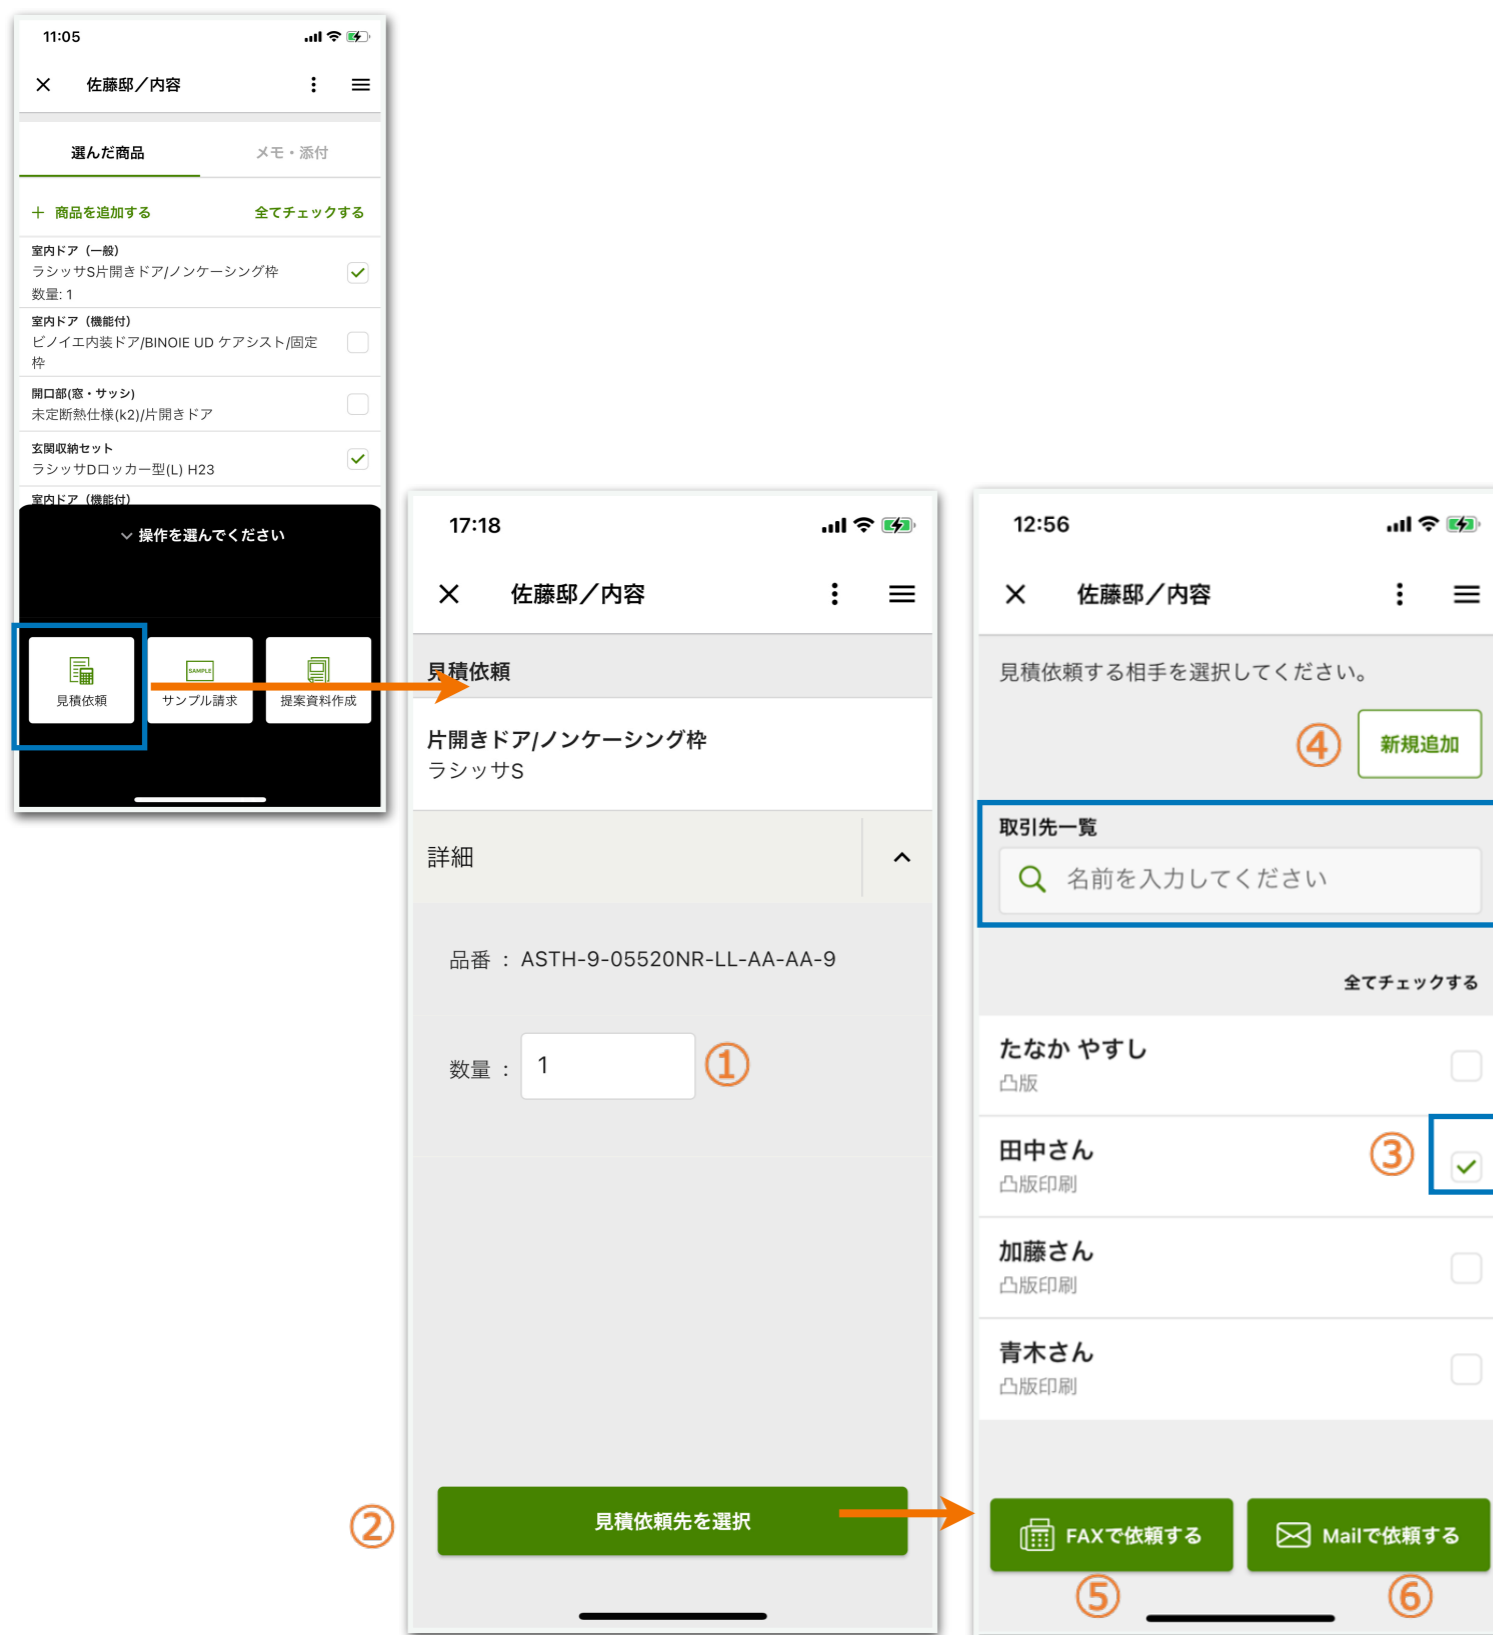 11:05
佐藤邸／内容
選んだ商品
メモ・添付
＋ 商品を追加する
全てチェックする
室内ドア（一般）
ラシッサS片開きドア/ノンケーシング枠
数量: 1
室内ドア（機能付）
ビノイエ内装ドア/BINOIE UD ケアシスト/固定
枠
開口部(窓・サッシ)
未定断熱仕様(k2)/片開きドア
玄関収納セット
ラシッサDロッカー型(L) H23
室内ドア（機能付）
操作を選んでください
見積依頼
SAMPLE
サンプル請求
提案資料作成
17:18
佐藤邸／内容
見積依頼
片開きドア/ノンケーシング枠
ラシッサS
詳細
品番 : ASTH-9-05520NR-LL-AA-AA-9
数量 : 1
①
②
見積依頼先を選択
12:56
佐藤邸／内容
見積依頼する相手を選択してください。
④
新規追加
取引先一覧
名前を入力してください
全てチェックする
たなか やすし
凸版
田中さん
凸版印刷
③
加藤さん
凸版印刷
青木さん
凸版印刷
FAXで依頼する
Mailで依頼する
⑤
⑥